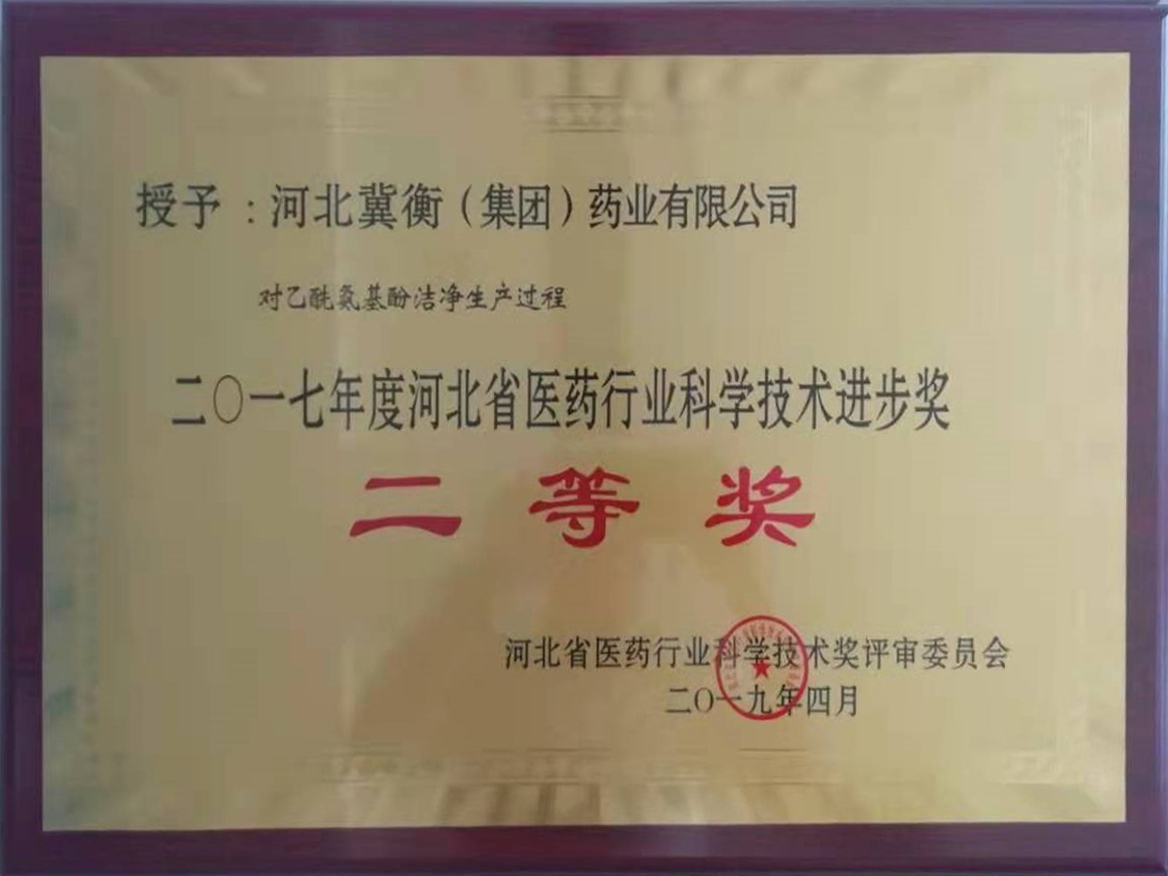 授予：河北冀衡（集团）药业有限公司
对乙酰氨基酚洁净生产过程
二〇一七年度河北省医药行业科学技术进步奖
二等奖
河北省医药行业科学技术奖评审委员会
二〇一九年四月